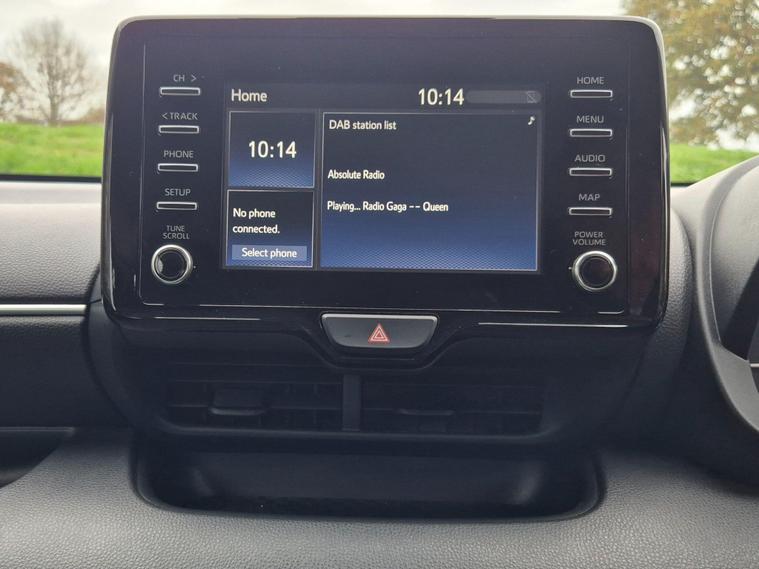 CH >
< TRACK
PHONE
SETUP
TUNE
SCROLL
Home
10:14
10:14
No phone
connected.
Select phone
DAB station list
Absolute Radio
Playing... Radio Gaga -- Queen
HOME
MENU
AUDIO
MAP
POWER
VOLUME